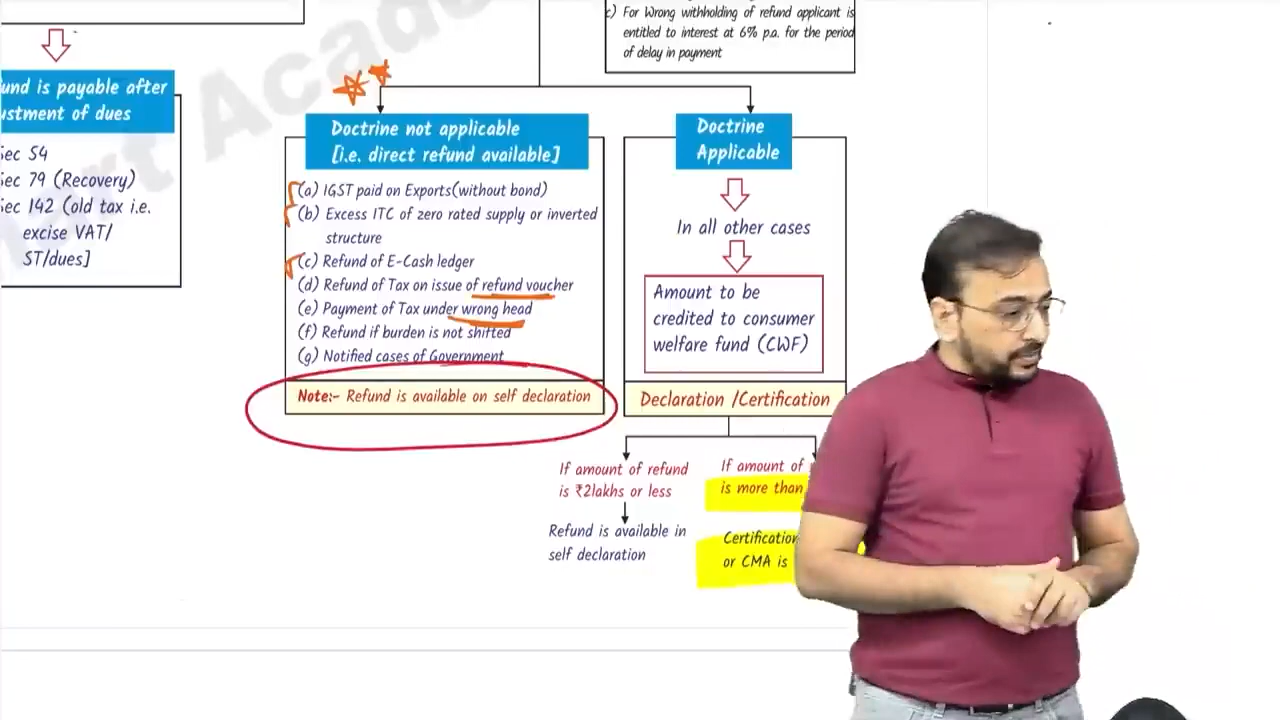 c) For Wrong withholding of refund applicant is
entitled to interest at 6% p.a. for the period
of delay in payment
und is payable after
ustment of dues
Sec 54
Sec 79 (Recovery)
Sec 142 (old tax i.e.
excise VAT/
ST/dues]
Doctrine not applicable
[i.e. direct refund available]
(a) IGST paid on Exports(without bond)
(b) Excess ITC of zero rated supply or inverted
structure
(c) Refund of E-Cash ledger
(d) Refund of Tax on issue of refund voucher
(e) Payment of Tax under wrong head
(f) Refund if burden is not shifted
(g) Notified cases of Government
Note:- Refund is available on self declaration
Doctrine
Applicable
In all other cases
Amount to be
credited to consumer
welfare fund (CWF)
Declaration /Certification
If amount of refund
is ₹2lakhs or less
Refund is available in
self declaration
If amount of
is more than
Certification
or CMA is